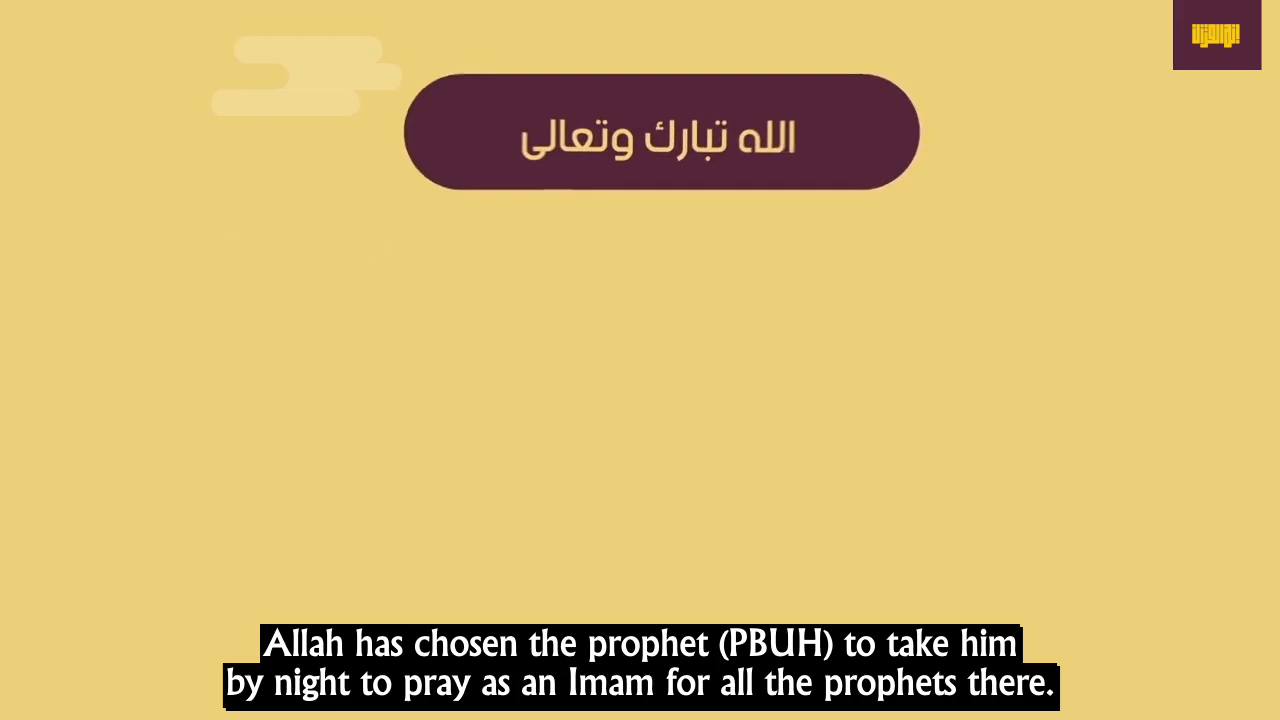 الله تبارك وتعالى
Allah has chosen the prophet (PBUH) to take him
by night to pray as an Imam for all the prophets there.